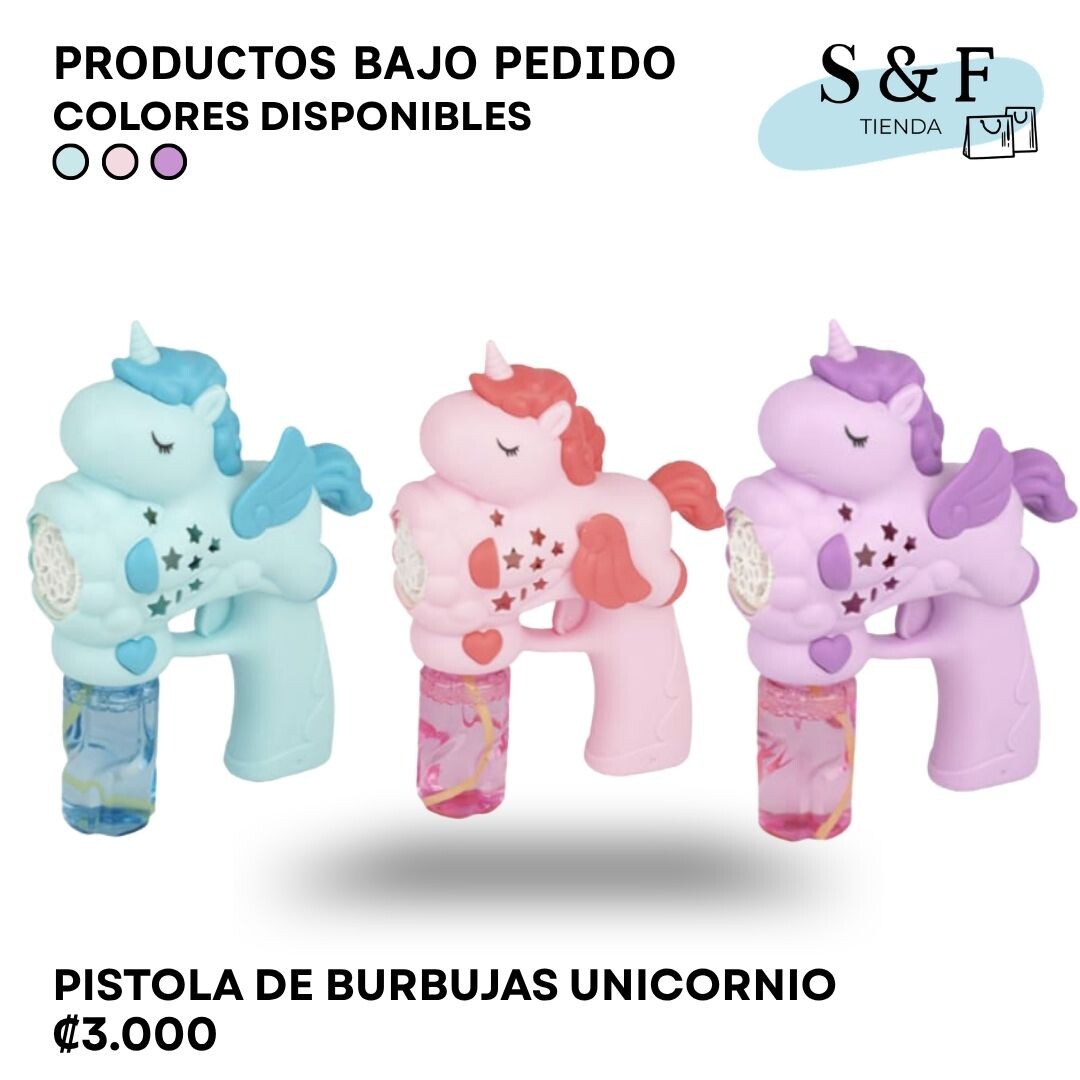 PRODUCTOS BAJO PEDIDO
COLORES DISPONIBLES
S & F
TIENDA
PISTOLA DE BURBUJAS UNICORNIO
₡3.000